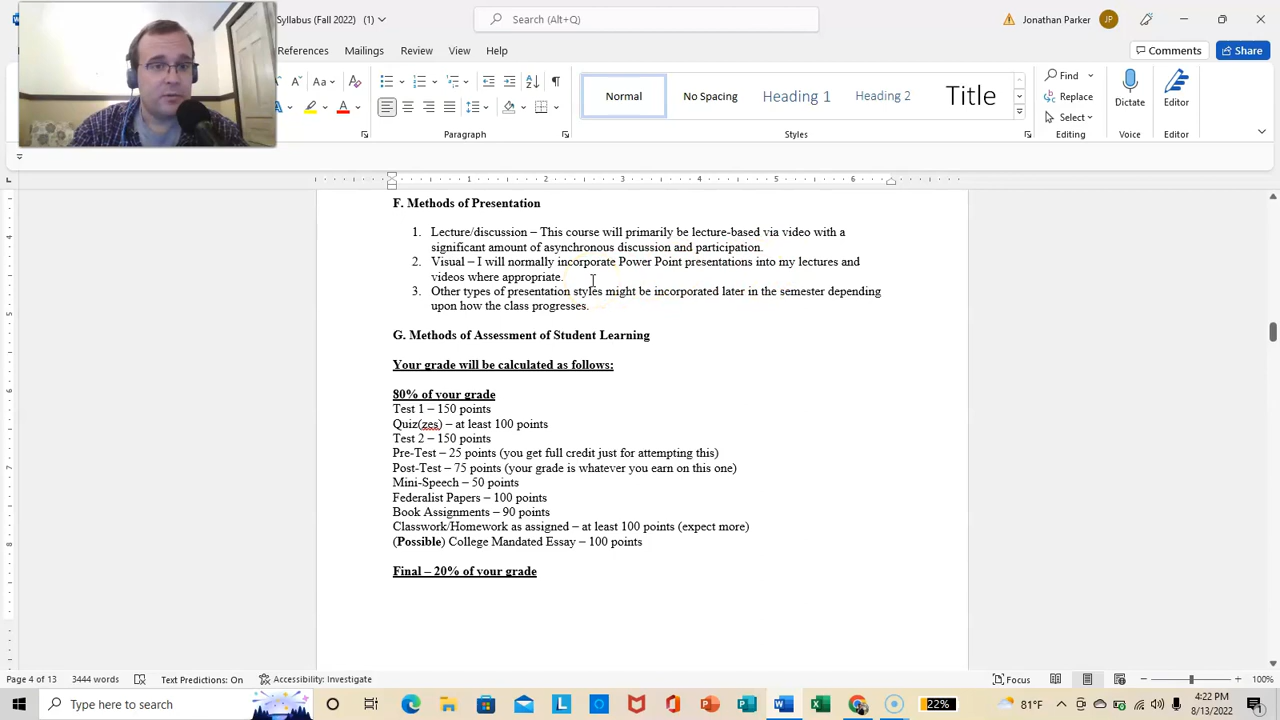 Syllabus (Fall 2022) (1)
Search (Alt+Q)
Jonathan Parker
JP
References
Mailings
Review
View
Help
Comments
Share
Aa
A
Normal
No Spacing
Heading 1
Heading 2
Title
Find
Replace
Select
Dictate
Editor
Paragraph
Styles
Editing
Voice
Editor
1
2
3
4
5
6
F. Methods of Presentation
1. Lecture/discussion – This course will primarily be lecture-based via video with a
significant amount of asynchronous discussion and participation.
2. Visual – I will normally incorporate Power Point presentations into my lectures and
videos where appropriate.
3. Other types of presentation styles might be incorporated later in the semester depending
upon how the class progresses.
G. Methods of Assessment of Student Learning
Your grade will be calculated as follows:
80% of your grade
Test 1 – 150 points
Quiz(zes) – at least 100 points
Test 2 – 150 points
Pre-Test – 25 points (you get full credit just for attempting this)
Post-Test – 75 points (your grade is whatever you earn on this one)
Mini-Speech – 50 points
Federalist Papers – 100 points
Book Assignments – 90 points
Classwork/Homework as assigned – at least 100 points (expect more)
(Possible) College Mandated Essay – 100 points
Final – 20% of your grade
Page 4 of 13
3444 words
Text Predictions: On
Accessibility: Investigate
Focus
100%
Type here to search
22%
81°F
4:22 PM
8/13/2022